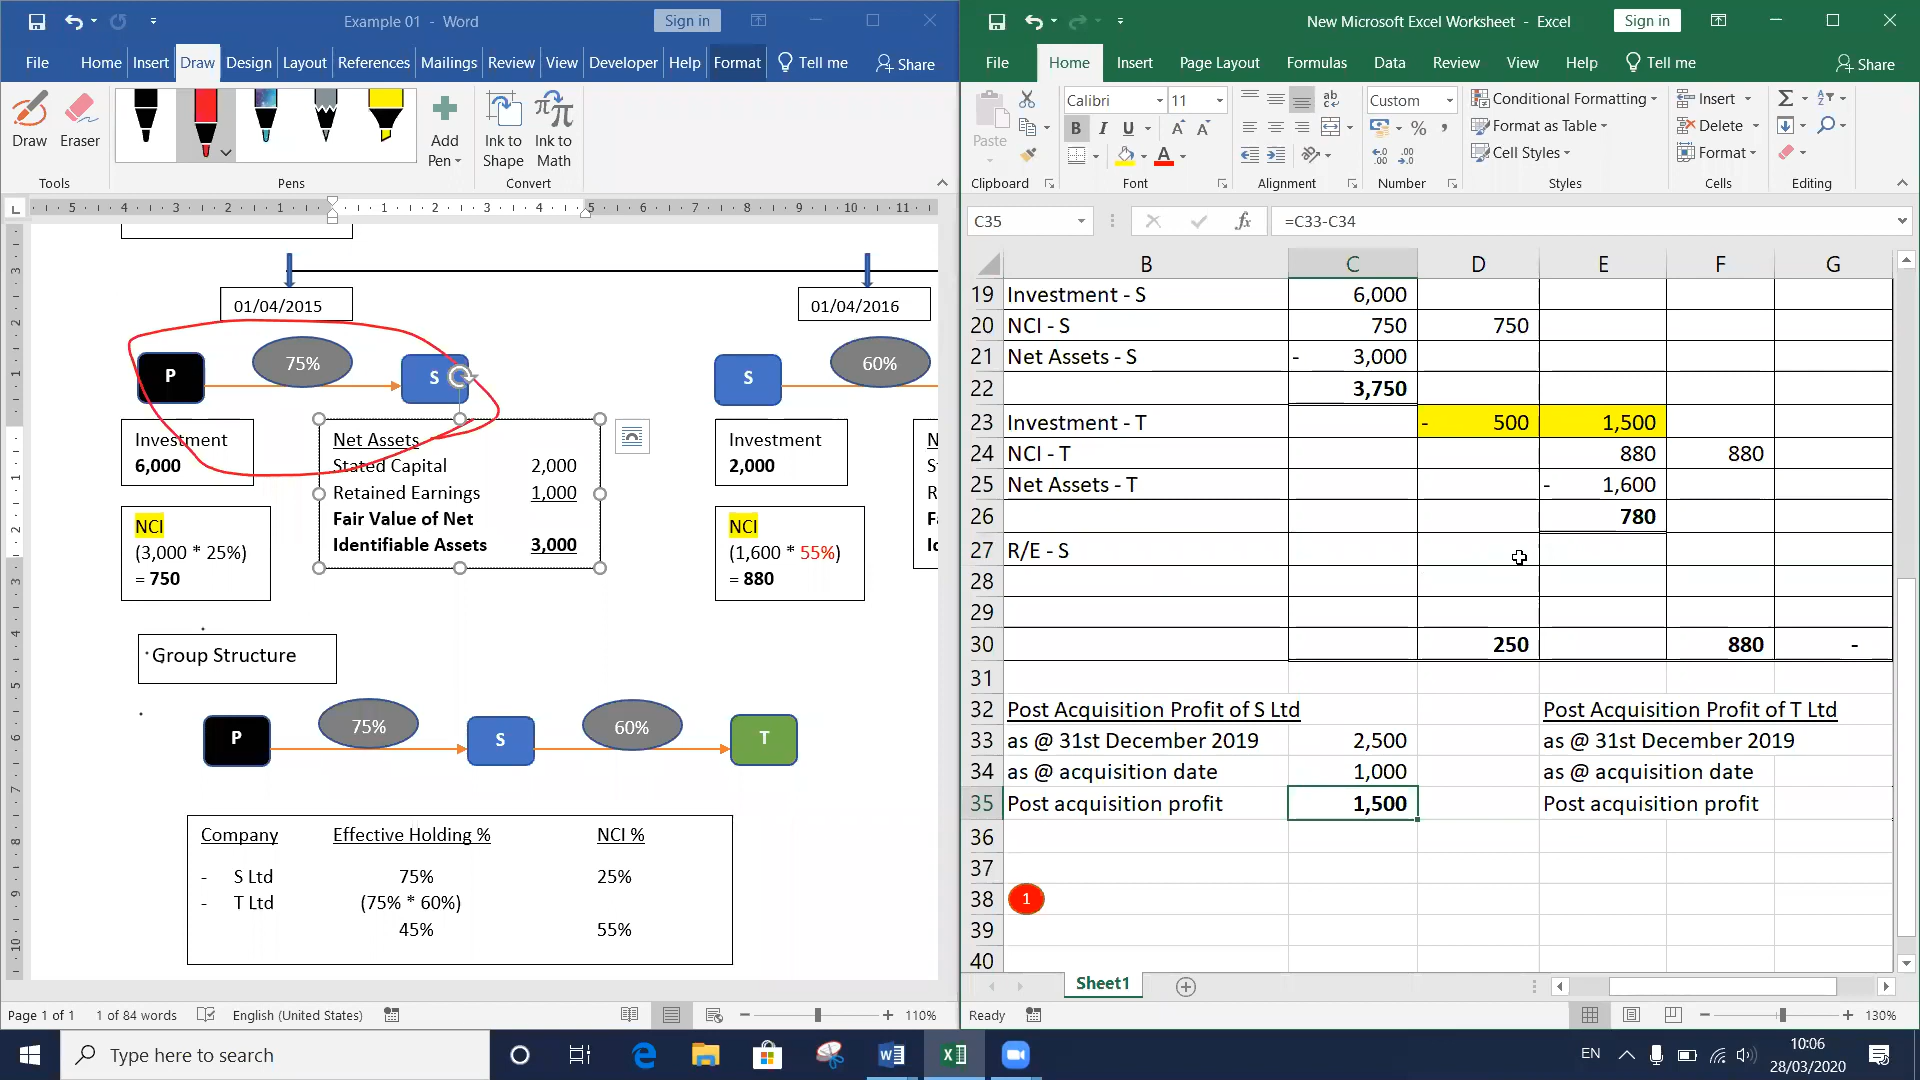 Example 01 - Word
Sign in
File Home Insert Draw Design Layout References Mailings Review View Developer Help Format Tell me Share
Draw
Eraser
Add
Pen
Ink to
Shape
Ink to
Math
Tools
Pens
Convert
01/04/2015
01/04/2016
P
75%
S
S
60%
Investment
6,000
Net Assets
Stated Capital 2,000
Retained Earnings 1,000
Fair Value of Net
Identifiable Assets 3,000
Investment
2,000
NCI
(3,000 * 25%)
= 750
NCI
(1,600 * 55%)
= 880
Group Structure
P
75%
S
60%
T
Company Effective Holding % NCI %
- S Ltd 75% 25%
- T Ltd (75% * 60%)
45% 55%
Page 1 of 1 1 of 84 words English (United States) 110%
New Microsoft Excel Worksheet - Excel
Sign in
File Home Insert Page Layout Formulas Data Review View Help Tell me Share
Paste
Calibri 11
Custom
Conditional Formatting
Format as Table
Cell Styles
Insert
Delete
Format
Clipboard Font Alignment Number Styles Cells Editing
C35 =C33-C34
B C D E F G
19 Investment - S 6,000
20 NCI - S 750 750
21 Net Assets - S - 3,000
22 3,750
23 Investment - T - 500 1,500
24 NCI - T 880 880
25 Net Assets - T - 1,600
26 780
27 R/E - S
28
29
30 250 880 -
31
32 Post Acquisition Profit of S Ltd Post Acquisition Profit of T Ltd
33 as @ 31st December 2019 2,500 as @ 31st December 2019
34 as @ acquisition date 1,000 as @ acquisition date
35 Post acquisition profit 1,500 Post acquisition profit
36
37
38 1
39
40
Sheet1
Ready 130%
Type here to search
EN
10:06
28/03/2020